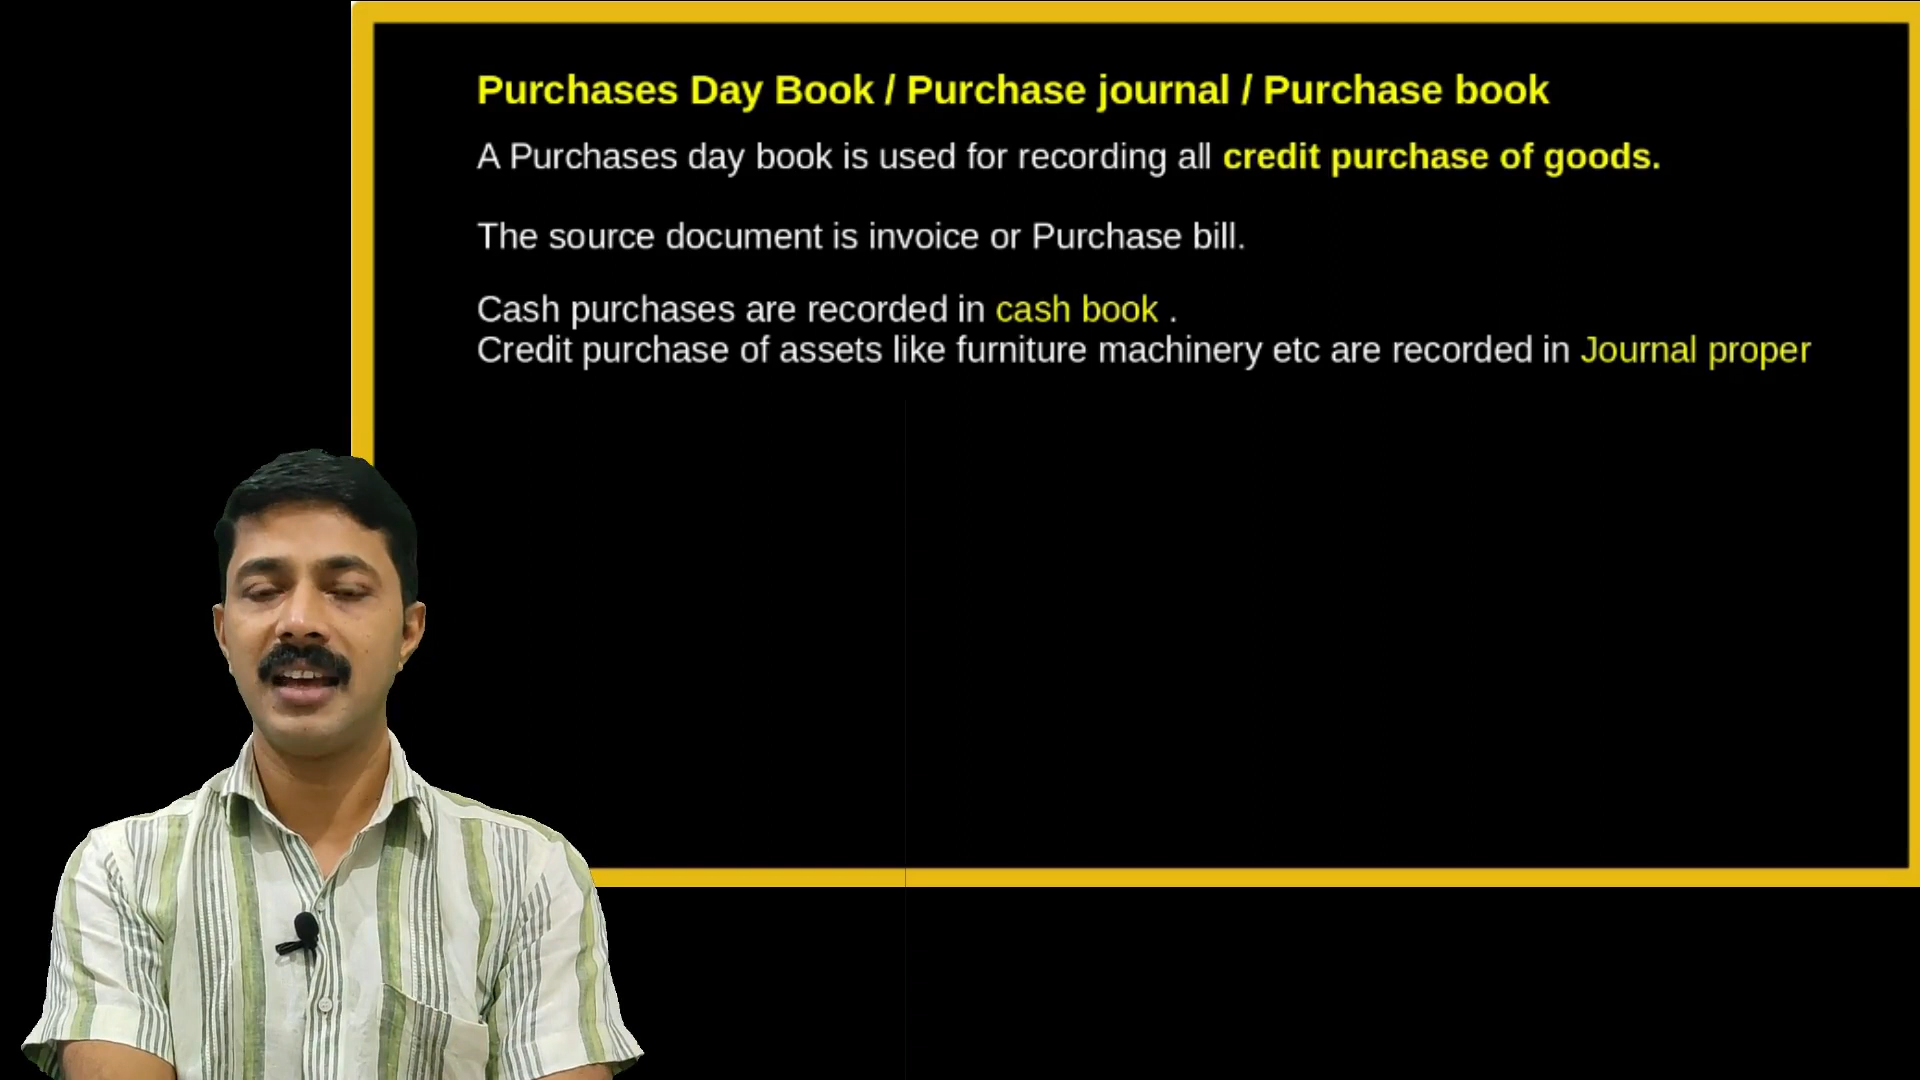 Purchases Day Book / Purchase journal / Purchase book
A Purchases day book is used for recording all credit purchase of goods.
The source document is invoice or Purchase bill.
Cash purchases are recorded in cash book .
Credit purchase of assets like furniture machinery etc are recorded in Journal proper